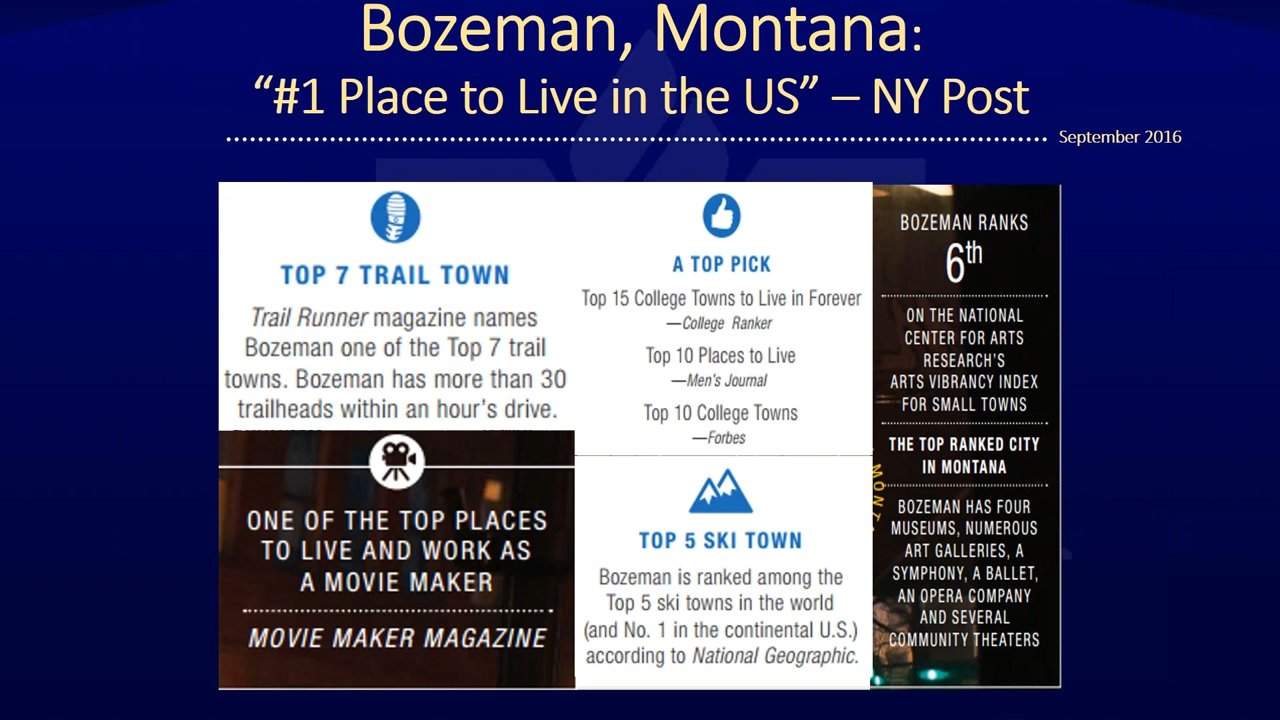 Bozeman, Montana:
“#1 Place to Live in the US” – NY Post
September 2016
TOP 7 TRAIL TOWN
Trail Runner magazine names
Bozeman one of the Top 7 trail
towns. Bozeman has more than 30
trailheads within an hour's drive.
A TOP PICK
Top 15 College Towns to Live in Forever
—College Ranker
Top 10 Places to Live
—Men's Journal
Top 10 College Towns
—Forbes
BOZEMAN RANKS
6th
ON THE NATIONAL
CENTER FOR ARTS
RESEARCH'S
ARTS VIBRANCY INDEX
FOR SMALL TOWNS
THE TOP RANKED CITY
IN MONTANA
BOZEMAN HAS FOUR
MUSEUMS, NUMEROUS
ART GALLERIES, A
SYMPHONY, A BALLET,
AN OPERA COMPANY
AND SEVERAL
COMMUNITY THEATERS
ONE OF THE TOP PLACES
TO LIVE AND WORK AS
A MOVIE MAKER
MOVIE MAKER MAGAZINE
TOP 5 SKI TOWN
Bozeman is ranked among the
Top 5 ski towns in the world
(and No. 1 in the continental U.S.)
according to National Geographic.